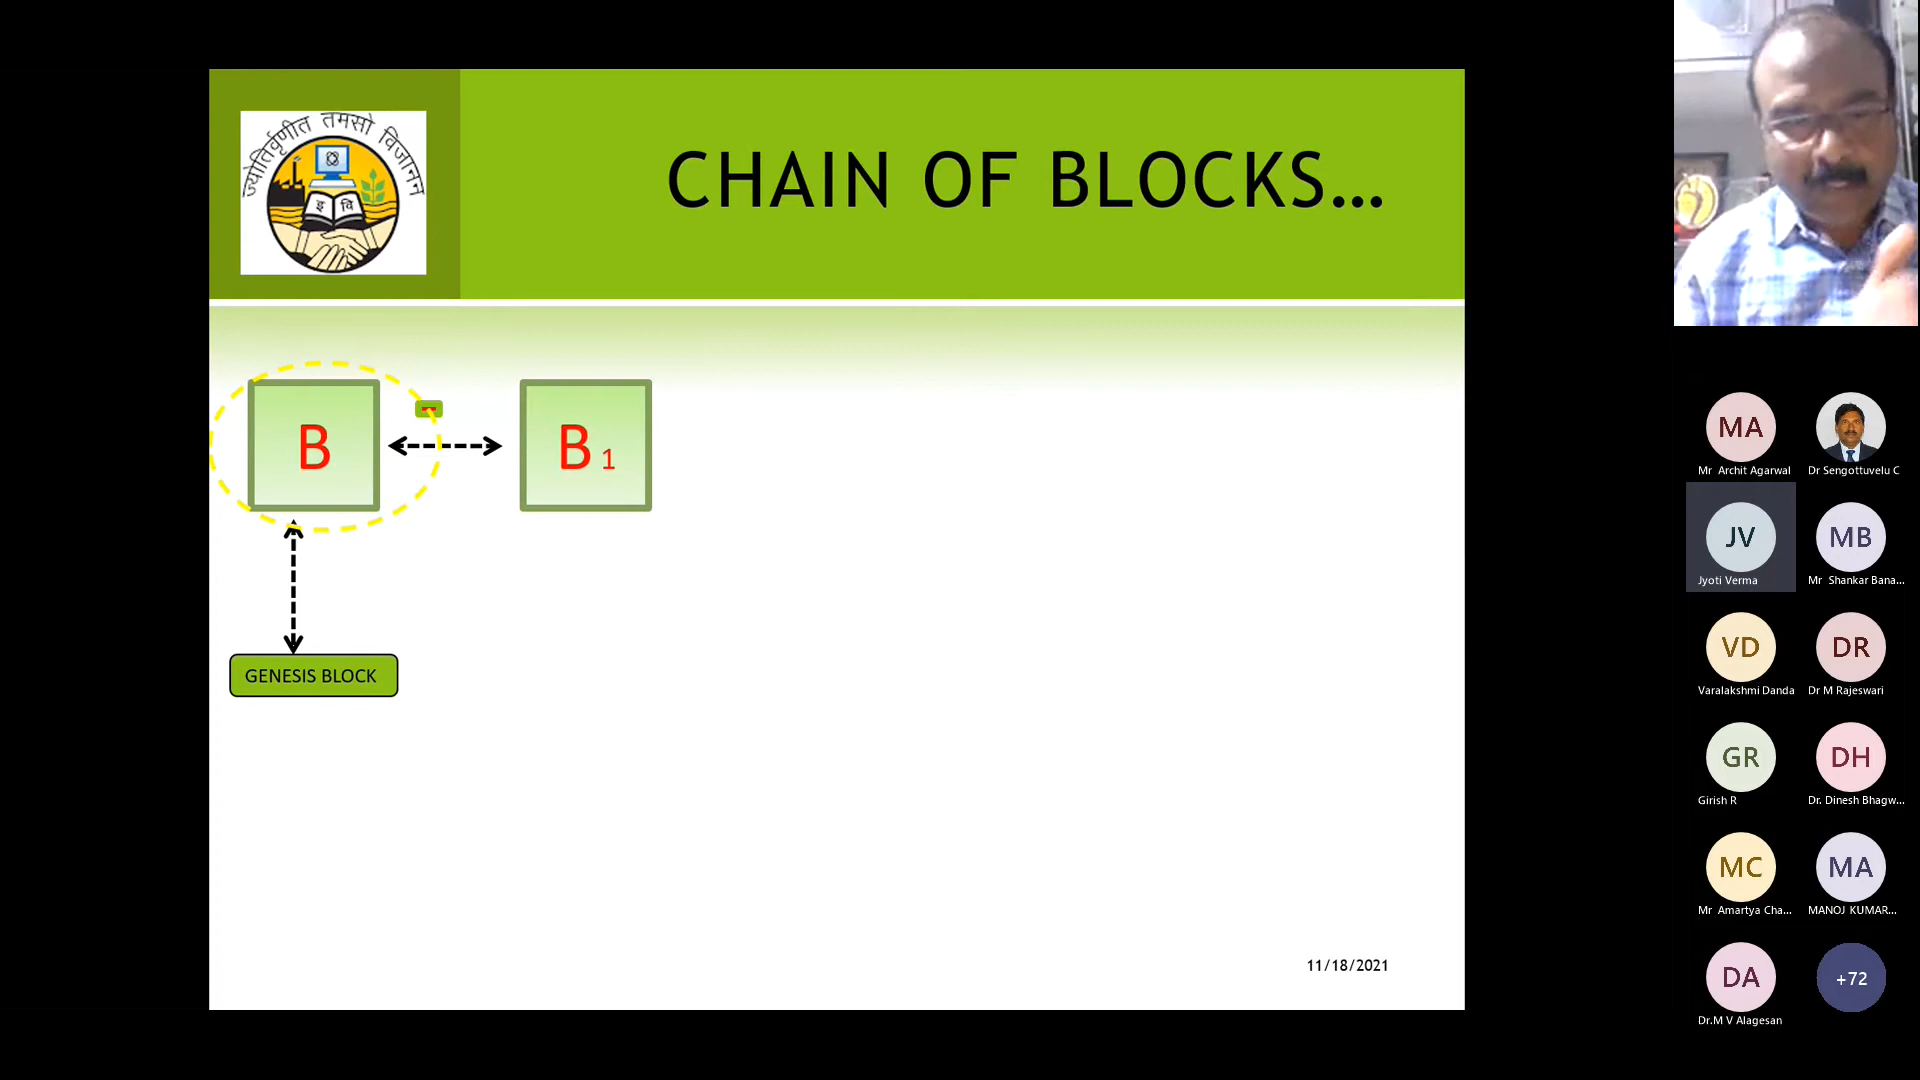 ज्योतिर्वृणीत तमसो विजानन
इ वि
CHAIN OF BLOCKS...
B
B 1
GENESIS BLOCK
11/18/2021
MA
Mr Archit Agarwal
Dr Sengottuvelu C
JV
Jyoti Verma
MB
Mr Shankar Bana...
VD
Varalakshmi Danda
DR
Dr M Rajeswari
GR
Girish R
DH
Dr. Dinesh Bhagw...
MC
Mr Amartya Cha...
MA
MANOJ KUMAR...
DA
Dr.M V Alagesan
+72